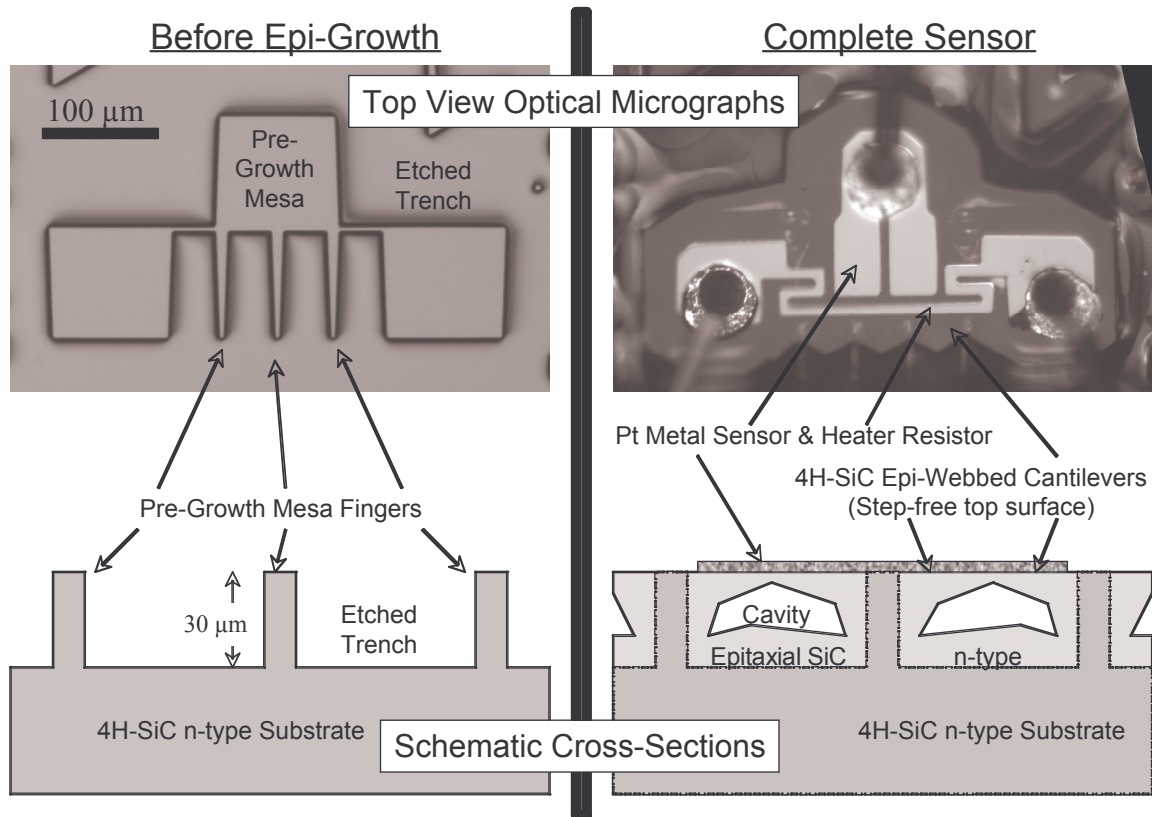 Before Epi-Growth
Complete Sensor
Top View Optical Micrographs
100 µm
Pre-
Growth
Mesa
Etched
Trench
Pt Metal Sensor & Heater Resistor
4H-SiC Epi-Webbed Cantilevers
(Step-free top surface)
Pre-Growth Mesa Fingers
30 µm
Etched
Trench
Cavity
Epitaxial SiC
n-type
4H-SiC n-type Substrate
4H-SiC n-type Substrate
Schematic Cross-Sections